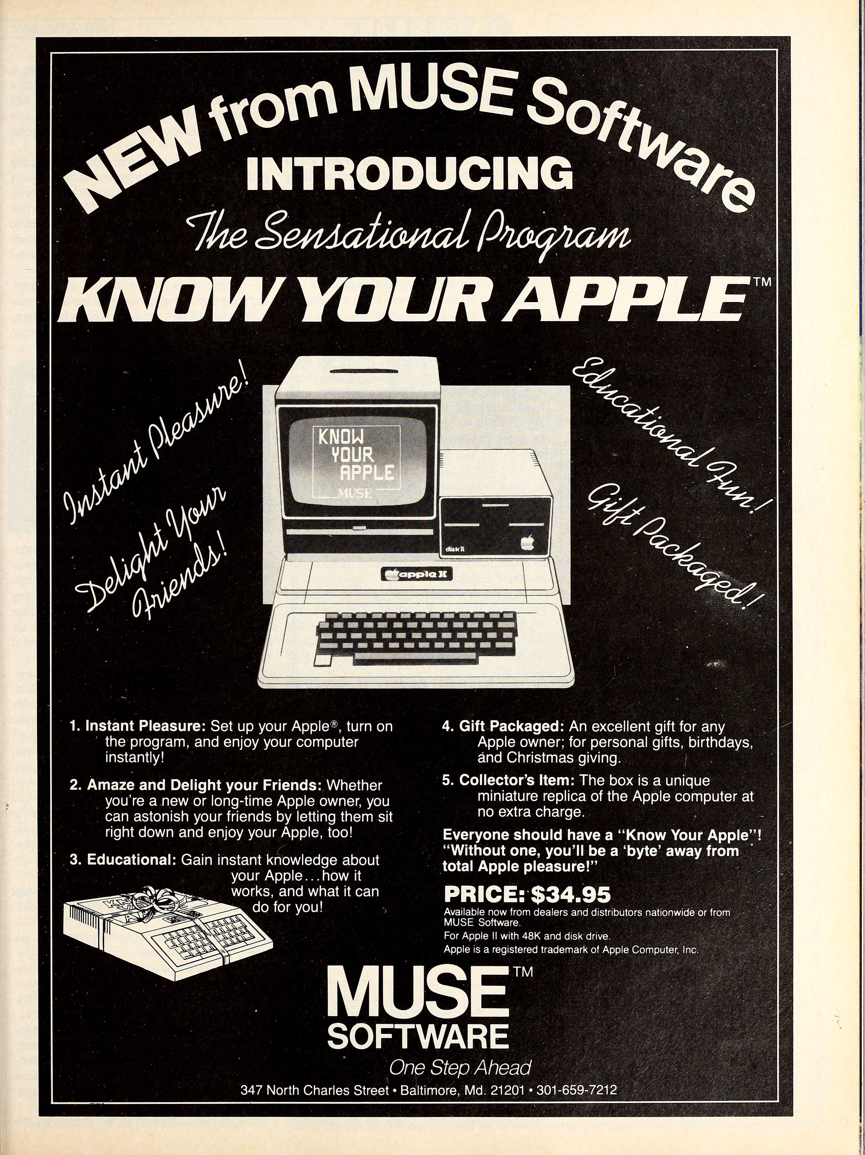 NEW from MUSE Software
INTRODUCING
The Sensational Program
KNOW YOUR APPLE™
Instant Pleasure!
Delight Your
Friends!
Educational Fun!
Gift Packaged!
KNOW
YOUR
APPLE
MUSE
disk II
apple II
1. Instant Pleasure: Set up your Apple®, turn on
the program, and enjoy your computer
instantly!
2. Amaze and Delight your Friends: Whether
you're a new or long-time Apple owner, you
can astonish your friends by letting them sit
right down and enjoy your Apple, too!
3. Educational: Gain instant knowledge about
your Apple...how it
works, and what it can
do for you!
4. Gift Packaged: An excellent gift for any
Apple owner; for personal gifts, birthdays,
and Christmas giving.
5. Collector's Item: The box is a unique
miniature replica of the Apple computer at
no extra charge.
Everyone should have a "Know Your Apple"!
"Without one, you'll be a 'byte' away from
total Apple pleasure!"
PRICE: $34.95
Available now from dealers and distributors nationwide or from
MUSE Software.
For Apple II with 48K and disk drive.
Apple is a registered trademark of Apple Computer, Inc.
MUSE™
SOFTWARE
One Step Ahead
347 North Charles Street • Baltimore, Md. 21201 • 301-659-7212